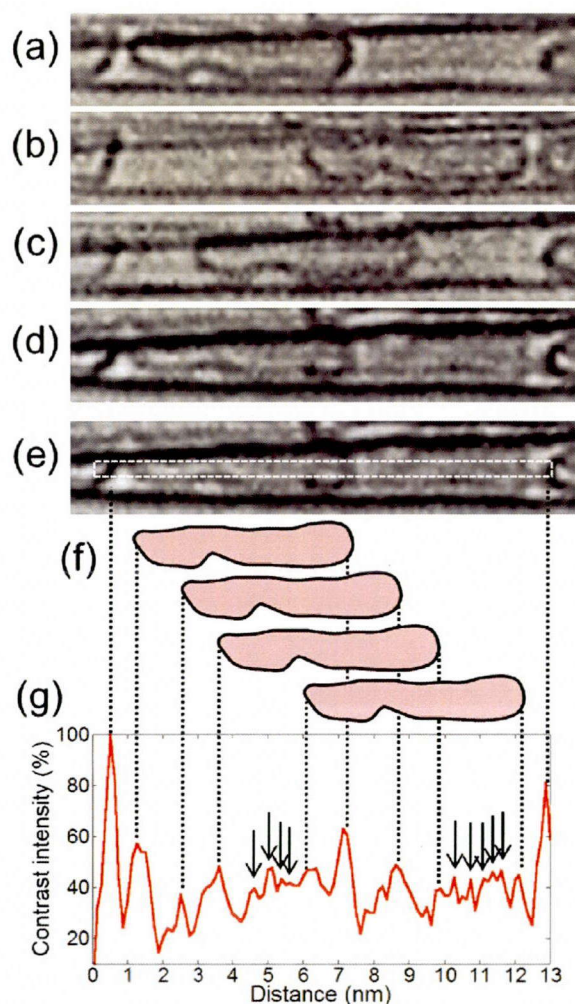 (a)
(b)
(c)
(d)
(e)
(f)
(g)
100
80
60
40
20
Contrast intensity (%)
0 1 2 3 4 5 6 7 8 9 10 11 12 13
Distance (nm)